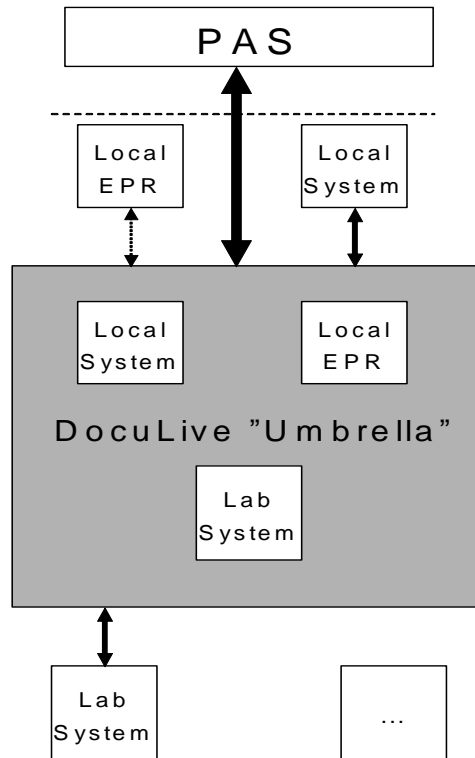 PAS
Local
EPR
Local
System
Local
System
Local
EPR
DocuLive "Umbrella"
Lab
System
Lab
System
...